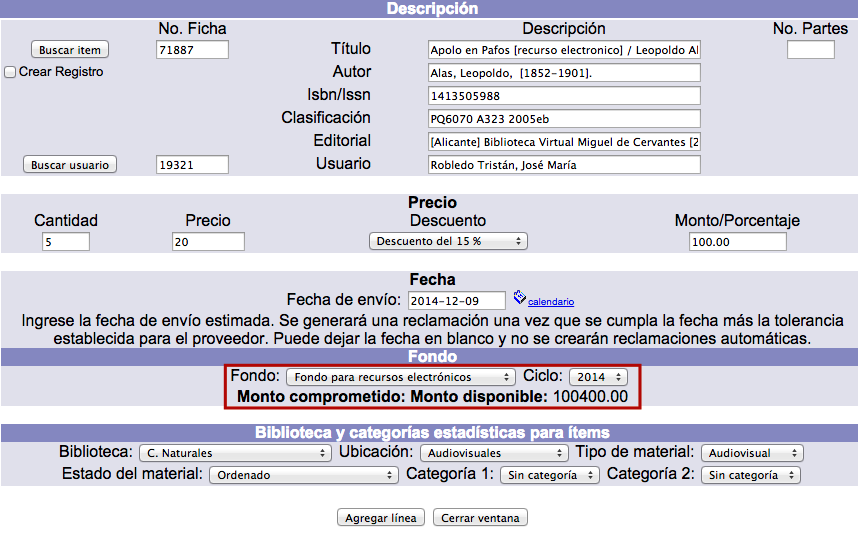 Descripción
No. Ficha Descripción No. Partes
Buscar item 71887 Título Apolo en Pafos [recurso electronico] / Leopoldo Al
Crear Registro Autor Alas, Leopoldo, [1852-1901].
Isbn/Issn 1413505988
Clasificación PQ6070 A323 2005eb
Editorial [Alicante] Biblioteca Virtual Miguel de Cervantes [2
Buscar usuario 19321 Usuario Robledo Tristán, José María
Precio
Cantidad Precio Descuento Monto/Porcentaje
5 20 Descuento del 15 % 100.00
Fecha
Fecha de envío: 2014-12-09 calendario
Ingrese la fecha de envío estimada. Se generará una reclamación una vez que se cumpla la fecha más la tolerancia
establecida para el proveedor. Puede dejar la fecha en blanco y no se crearán reclamaciones automáticas.
Fondo
Fondo: Fondo para recursos electrónicos Ciclo: 2014
Monto comprometido: Monto disponible: 100400.00
Biblioteca y categorías estadísticas para ítems
Biblioteca: C. Naturales Ubicación: Audiovisuales Tipo de material: Audiovisual
Estado del material: Ordenado Categoría 1: Sin categoría Categoría 2: Sin categoría
Agregar línea Cerrar ventana